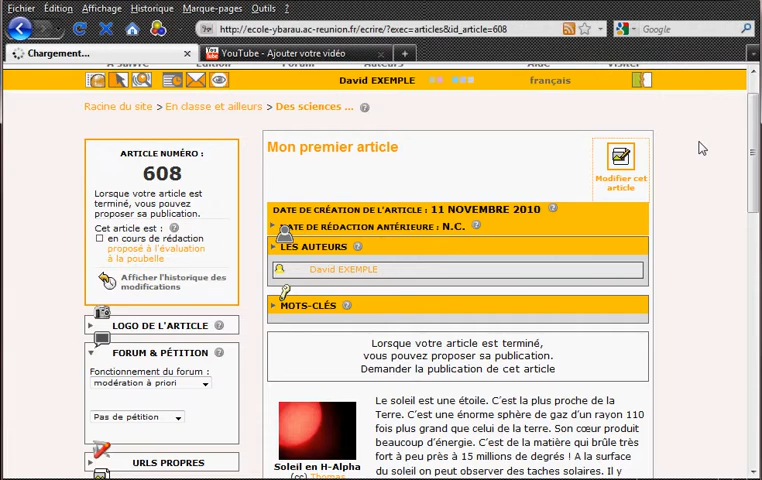 Fichier Édition Affichage Historique Marque-pages Outils ?
http://ecole-ybarau.ac-reunion.fr/ecrire/?exec=articles&id_article=608
Google
Chargement...
YouTube - Ajouter votre vidéo
David EXEMPLE
français
Racine du site > En classe et ailleurs > Des sciences ...
ARTICLE NUMÉRO :
608
Lorsque votre article est
terminé, vous pouvez
proposer sa publication.
Cet article est :
en cours de rédaction
proposé à l'évaluation
à la poubelle
Afficher l'historique des
modifications
LOGO DE L'ARTICLE
FORUM & PÉTITION
Fonctionnement du forum :
modération à priori
Pas de pétition
URLS PROPRES
Mon premier article
Modifier cet
article
DATE DE CRÉATION DE L'ARTICLE : 11 NOVEMBRE 2010
DATE DE RÉDACTION ANTÉRIEURE : N.C.
LES AUTEURS
David EXEMPLE
MOTS-CLÉS
Lorsque votre article est terminé,
vous pouvez proposer sa publication.
Demander la publication de cet article
Soleil en H-Alpha
(cc) Thomas
Le soleil est une étoile. C'est la plus proche de la
Terre. C'est une énorme sphère de gaz d'un rayon 110
fois plus grand que celui de la terre. Son cœur produit
beaucoup d'énergie. C'est de la matière qui brûle très
fort à peu près à 15 millions de degrés ! A la surface
du soleil on peut observer des taches solaires. Il y